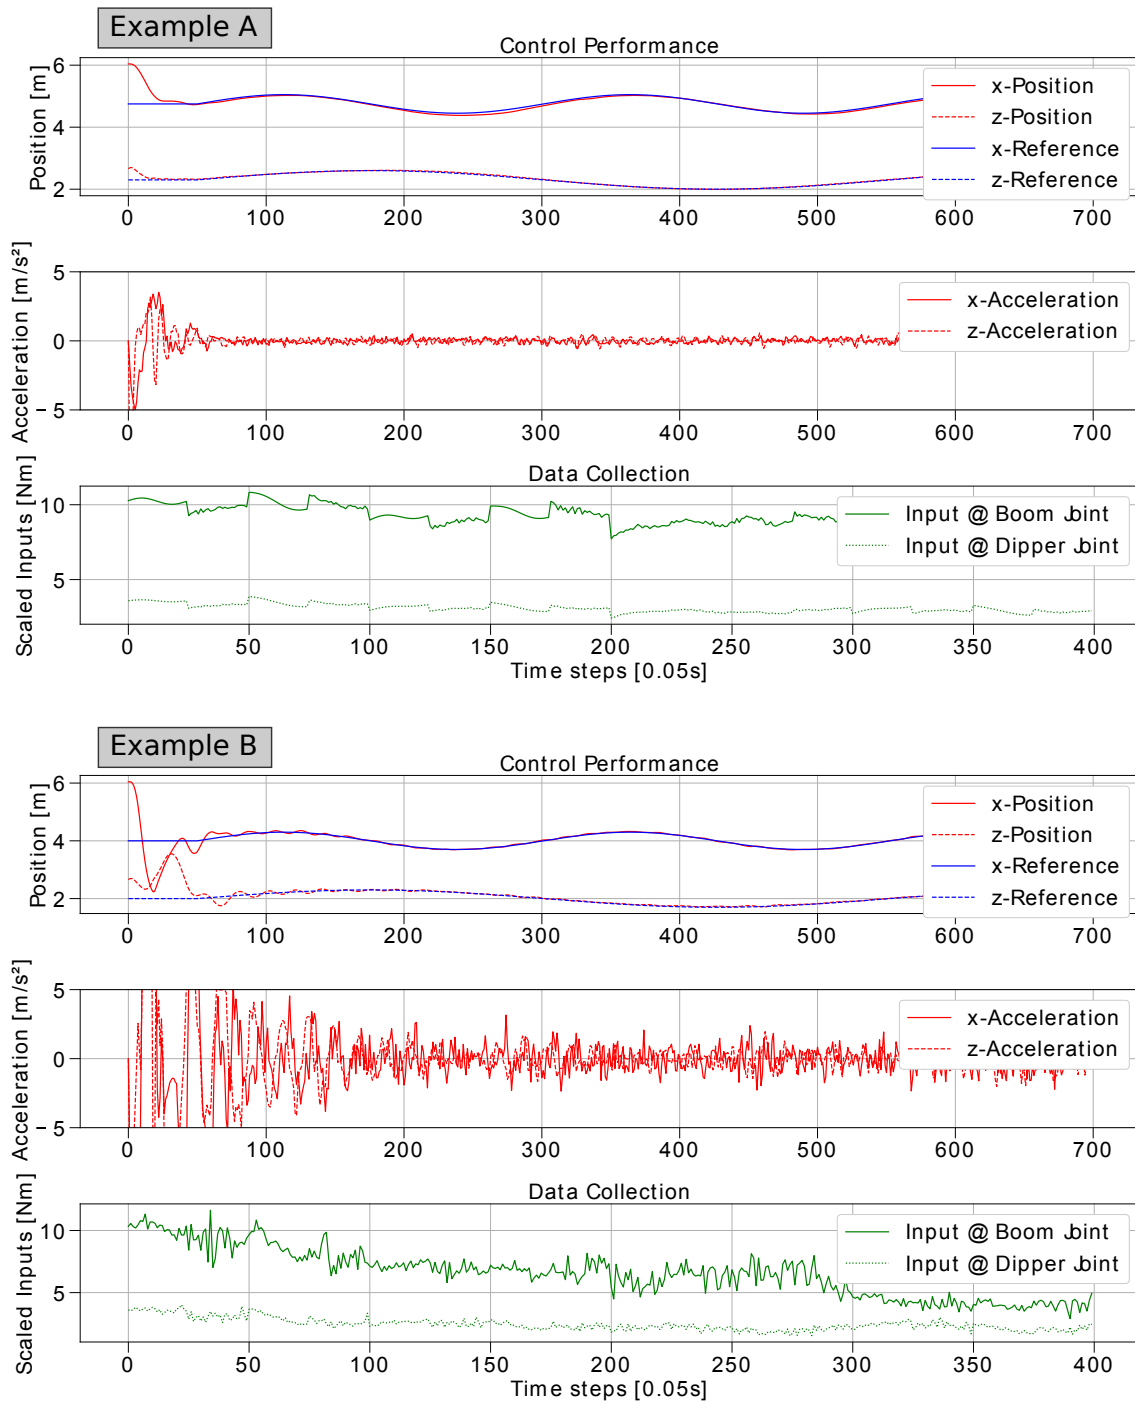 Example A
Control Performance
Position [m]
6
4
2
x-Position
z-Position
x-Reference
z-Reference
0 100 200 300 400 500 600 700
Acceleration [m/s²]
5
0
−5
x-Acceleration
z-Acceleration
0 100 200 300 400 500 600 700
Data Collection
Scaled Inputs [Nm]
10
5
Input @ Boom Joint
Input @ Dipper Joint
0 50 100 150 200 250 300 350 400
Time steps [0.05s]
Example B
Control Performance
Position [m]
6
4
2
x-Position
z-Position
x-Reference
z-Reference
0 100 200 300 400 500 600 700
Acceleration [m/s²]
5
0
−5
x-Acceleration
z-Acceleration
0 100 200 300 400 500 600 700
Data Collection
Scaled Inputs [Nm]
10
5
Input @ Boom Joint
Input @ Dipper Joint
0 50 100 150 200 250 300 350 400
Time steps [0.05s]